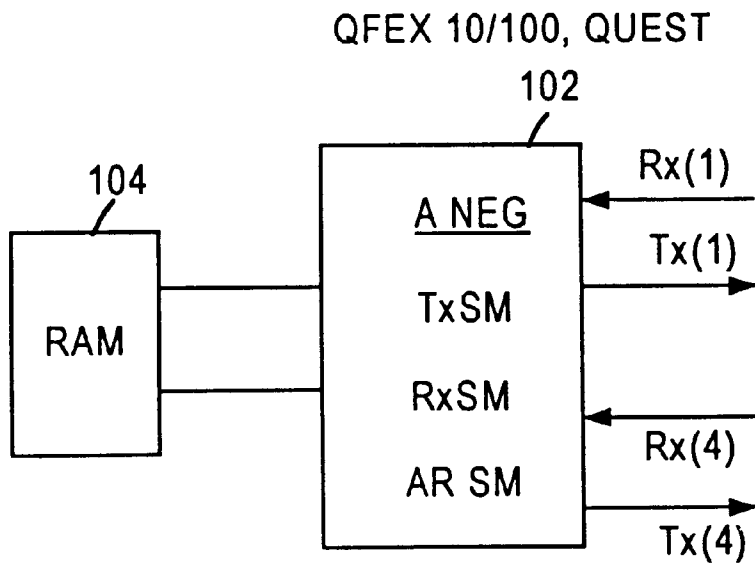 QFEX 10/100, QUEST
102
104
RAM
A NEG
TxSM
RxSM
AR SM
Rx(1)
Tx(1)
Rx(4)
Tx(4)